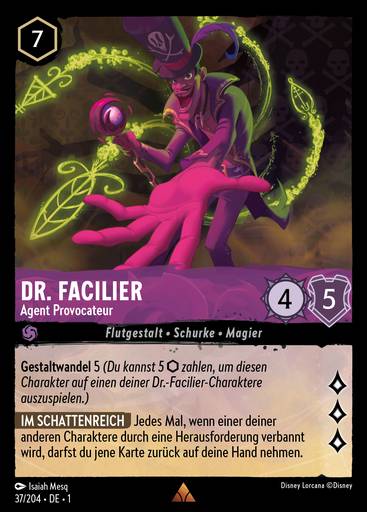 7
DR. FACILIER
Agent Provocateur
4
5
Flutgestalt • Schurke • Magier
Gestaltwandel 5 (Du kannst 5 ⬡ zahlen, um diesen
Charakter auf einen deiner Dr.-Facilier-Charaktere
auszuspielen.)
IM SCHATTENREICH Jedes Mal, wenn einer deiner
anderen Charaktere durch eine Herausforderung verbannt
wird, darfst du jene Karte zurück auf deine Hand nehmen.
Isaiah Mesq
Disney Lorcana ©Disney
37/204 • DE • 1